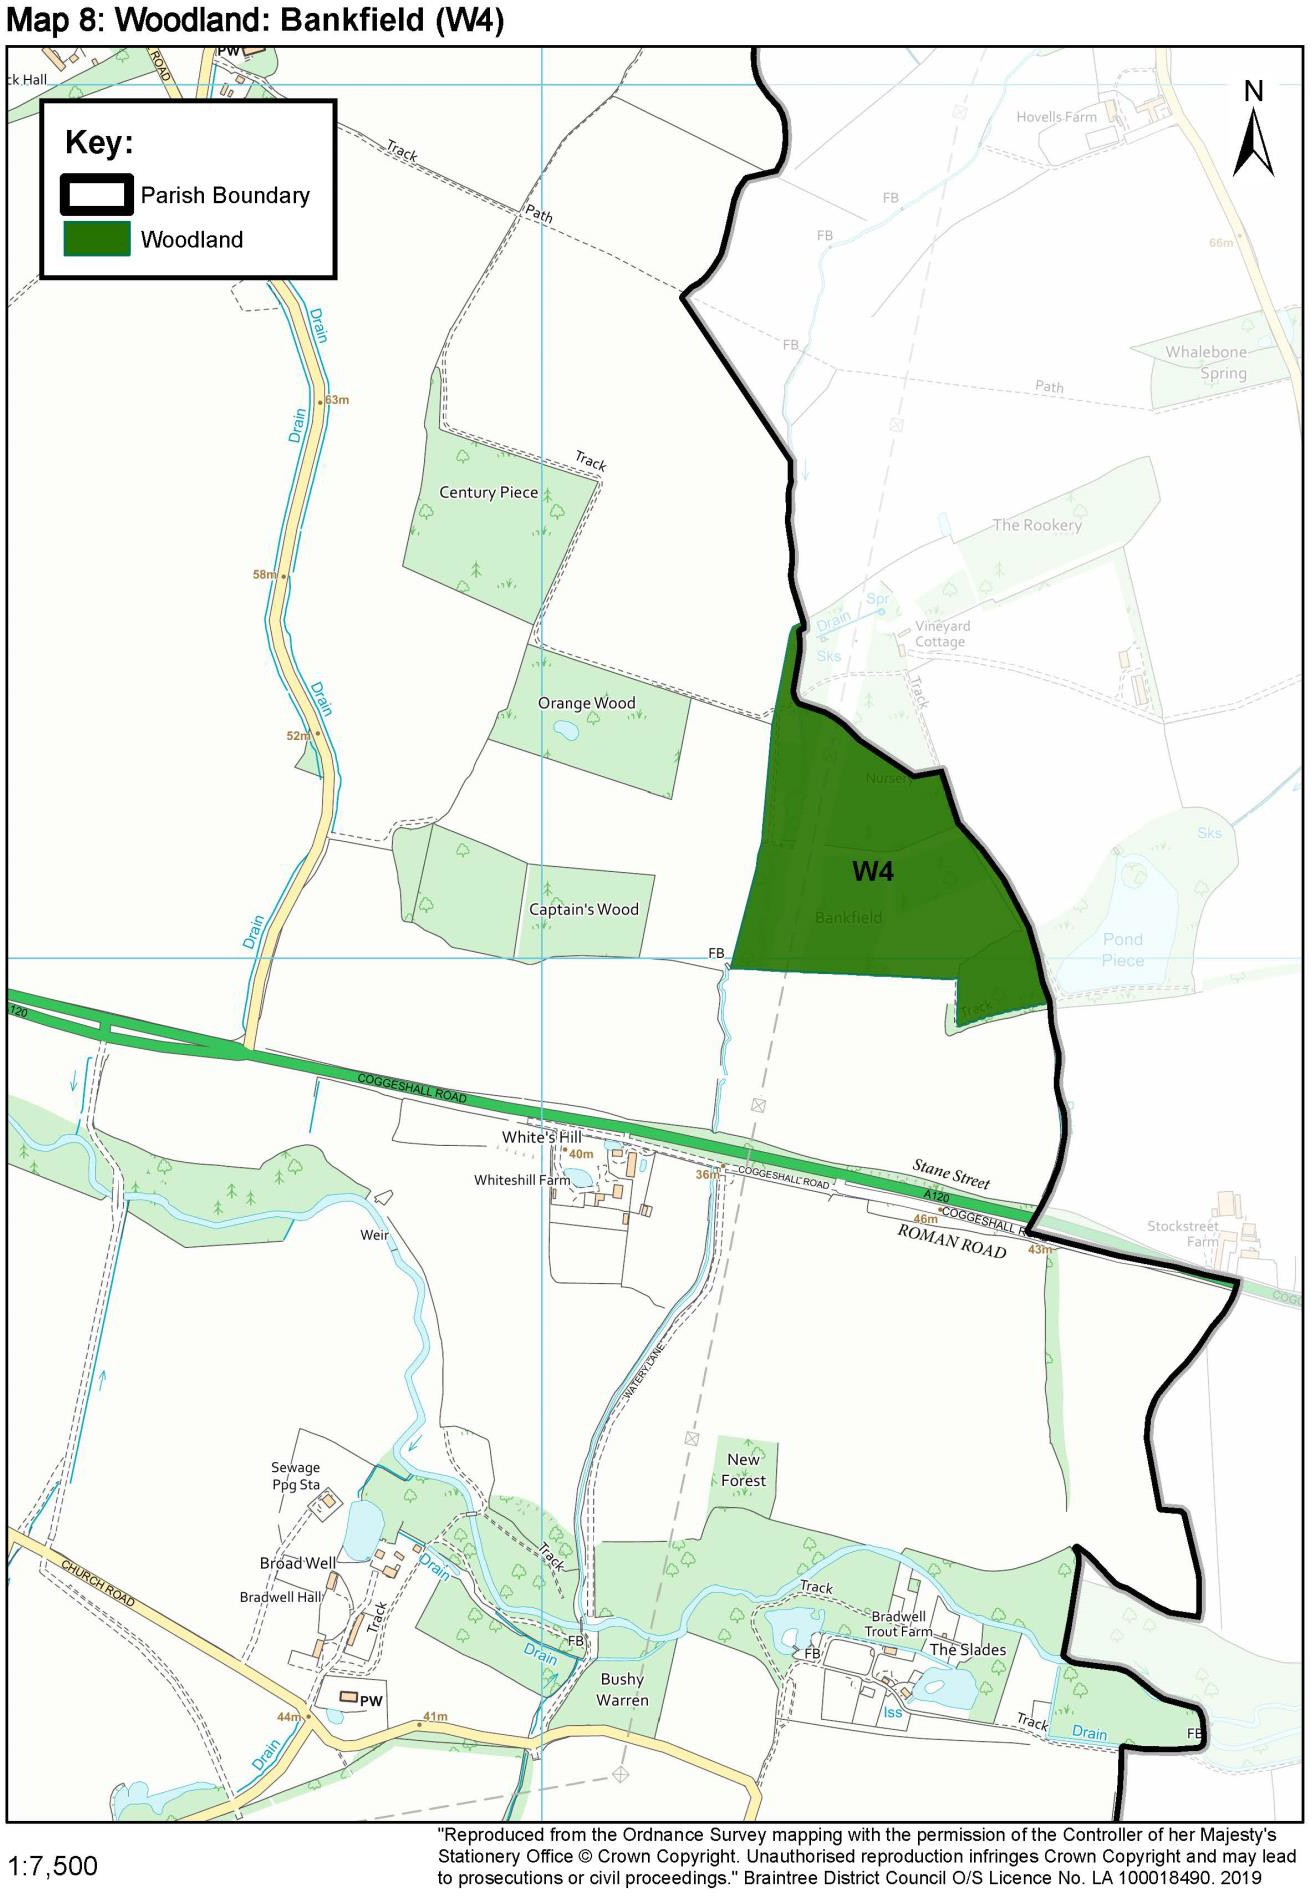 Map 8: Woodland: Bankfield (W4)
PW
ROAD
ck Hall
N
Hovells Farm
Key:
Parish Boundary
Woodland
Track
Path
FB
FB
66m
Drain
FB
Whalebone
Spring
Path
63m
Drain
Track
Century Piece
The Rookery
58m
Spr
Drain
Vineyard
Cottage
Sks
Track
Drain
Orange Wood
52m
Nursery
Sks
W4
Captain's Wood
Bankfield
Drain
Pond
Piece
FB
120
Track
COGGESHALL ROAD
White's Hill
40m
Whiteshill Farm
36m
COGGESHALL ROAD
Stane Street
A120
46m
COGGESHALL R
ROMAN ROAD
43m
Stockstreet
Farm
COGG
Weir
WATERY LANE
New
Forest
Sewage
Ppg Sta
Broad Well
Bradwell Hall
Drain
Track
CHURCH ROAD
Track
Track
Bradwell
Trout Farm
The Slades
FB
FB
Drain
Bushy
Warren
Iss
PW
44m
41m
Track
Drain
FB
Drain
"Reproduced from the Ordnance Survey mapping with the permission of the Controller of her Majesty's
Stationery Office © Crown Copyright. Unauthorised reproduction infringes Crown Copyright and may lead
to prosecutions or civil proceedings." Braintree District Council O/S Licence No. LA 100018490. 2019
1:7,500